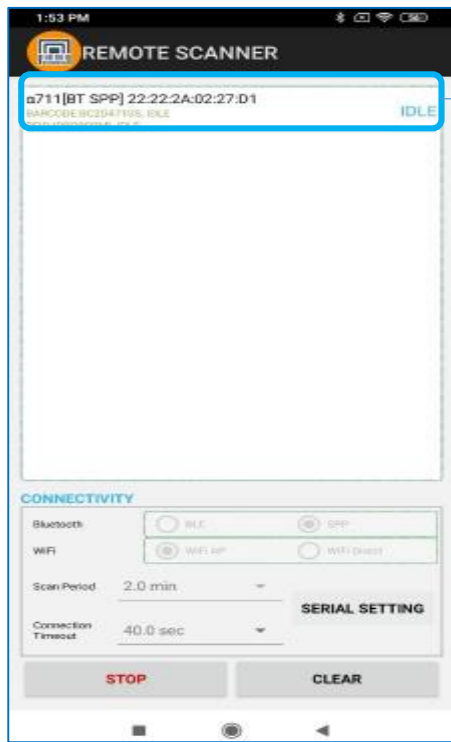 1:53 PM
REMOTE SCANNER
α711[BT SPP] 22:22:2A:02:27:D1
IDLE
CONNECTIVITY
Bluetooth
BLE
SPP
WiFi
WiFi AP
WiFi Direct
Scan Period
2.0 min
SERIAL SETTING
Connection
Timeout
40.0 sec
STOP
CLEAR